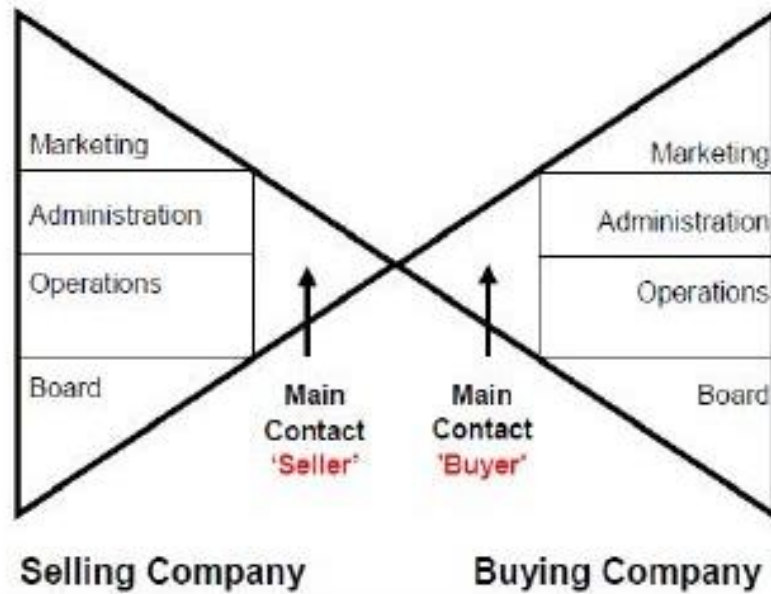 Marketing
Administration
Operations
Board
Marketing
Administration
Operations
Board
Main
Contact
'Seller'
Main
Contact
'Buyer'
Selling Company
Buying Company